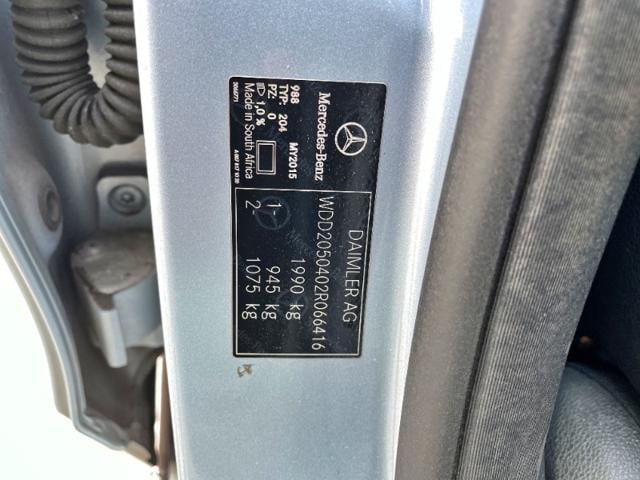 DAIMLER AG
WDD2050402R066416
1990 kg
1- 945 kg
2- 1075 kg
Mercedes-Benz
988 MY2015
TYP: 204
PZ: 0
1,0 %
Made in South Africa